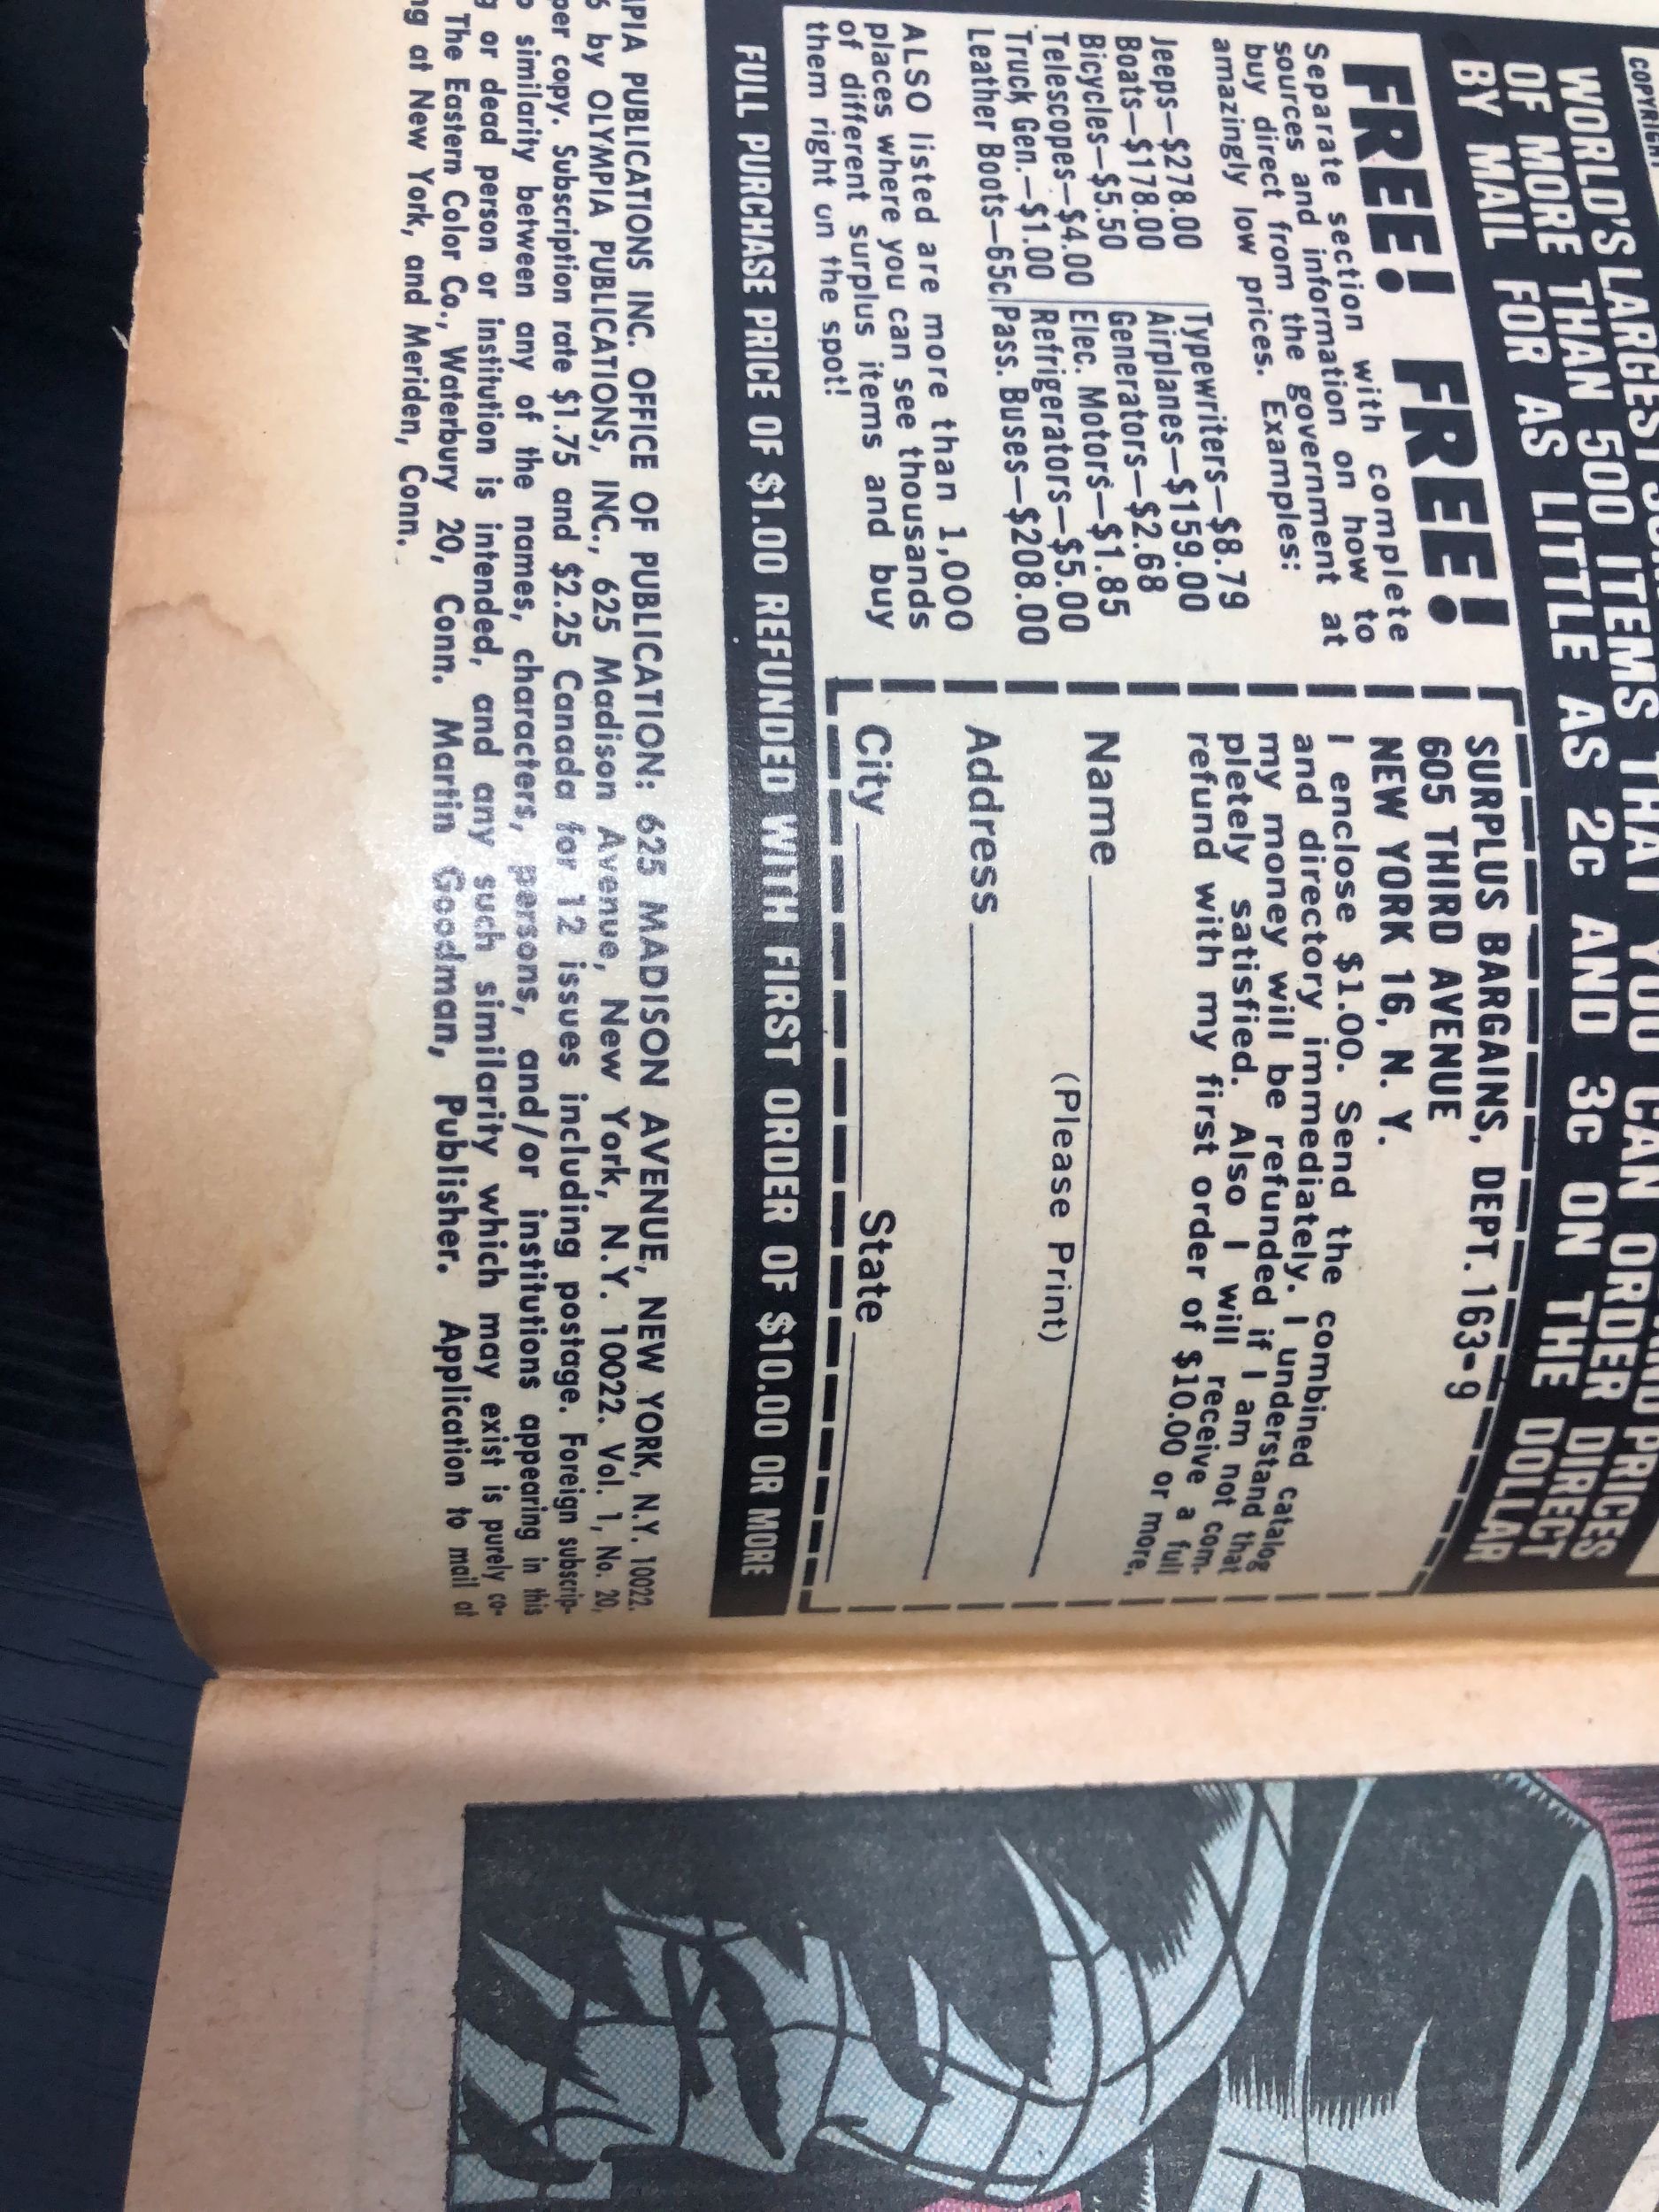 COPYRIGHT
WORLD'S LARGEST
OF MORE THAN 500 ITEMS THAT YOU CAN ORDER DIRECT
BY MAIL FOR AS LITTLE AS 2c AND 3c ON THE DOLLAR
PRICES
FREE! FREE!
Separate section with complete
sources and information on how to
buy direct from the government at
amazingly low prices. Examples:
Jeeps—$278.00
Boats—$178.00
Bicycles—$5.50
Telescopes—$4.00
Truck Gen.—$1.00
Leather Boots—65c
Typewriters—$8.79
Airplanes—$159.00
Generators—$2.68
Elec. Motors—$1.85
Refrigerators—$5.00
Pass. Buses—$208.00
ALSO listed are more than 1,000
places where you can see thousands
of different surplus items and buy
them right on the spot!
SURPLUS BARGAINS, DEPT. 163-9
605 THIRD AVENUE
NEW YORK 16, N. Y.
I enclose $1.00. Send the combined catalog
and directory immediately. I understand that
my money will be refunded if I am not com-
pletely satisfied. Also I will receive a full
refund with my first order of $10.00 or more.
Name
(Please Print)
Address
City State
FULL PURCHASE PRICE OF $1.00 REFUNDED WITH FIRST ORDER OF $10.00 OR MORE
PUBLICATIONS INC. OFFICE OF PUBLICATION: 625 MADISON AVENUE, NEW YORK, N.Y. 10022.
by OLYMPIA PUBLICATIONS, INC., 625 Madison Avenue, New York, N.Y. 10022. Vol. 1, No. 20,
per copy. Subscription rate $1.75 and $2.25 Canada for 12 issues including postage. Foreign subscrip-
similarity between any of the names, characters, persons, and/or institutions appearing in this
or dead person or institution is intended, and any such similarity which may exist is purely co-
The Eastern Color Co., Waterbury 20, Conn. Martin Goodman, Publisher. Application to mail at
at New York, and Meriden, Conn.